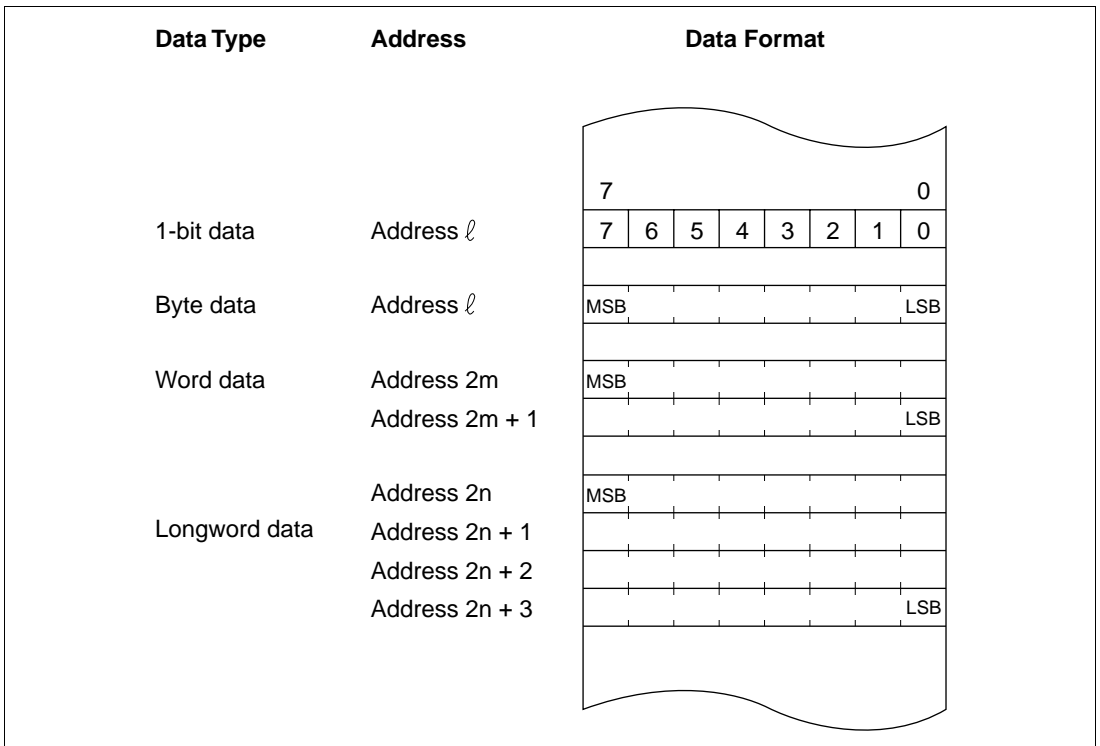 Data Type Address Data Format
7 0
1-bit data Address ℓ 7 6 5 4 3 2 1 0
Byte data Address ℓ MSB LSB
Word data Address 2m MSB
Address 2m + 1 LSB
Address 2n MSB
Longword data Address 2n + 1
Address 2n + 2
Address 2n + 3 LSB